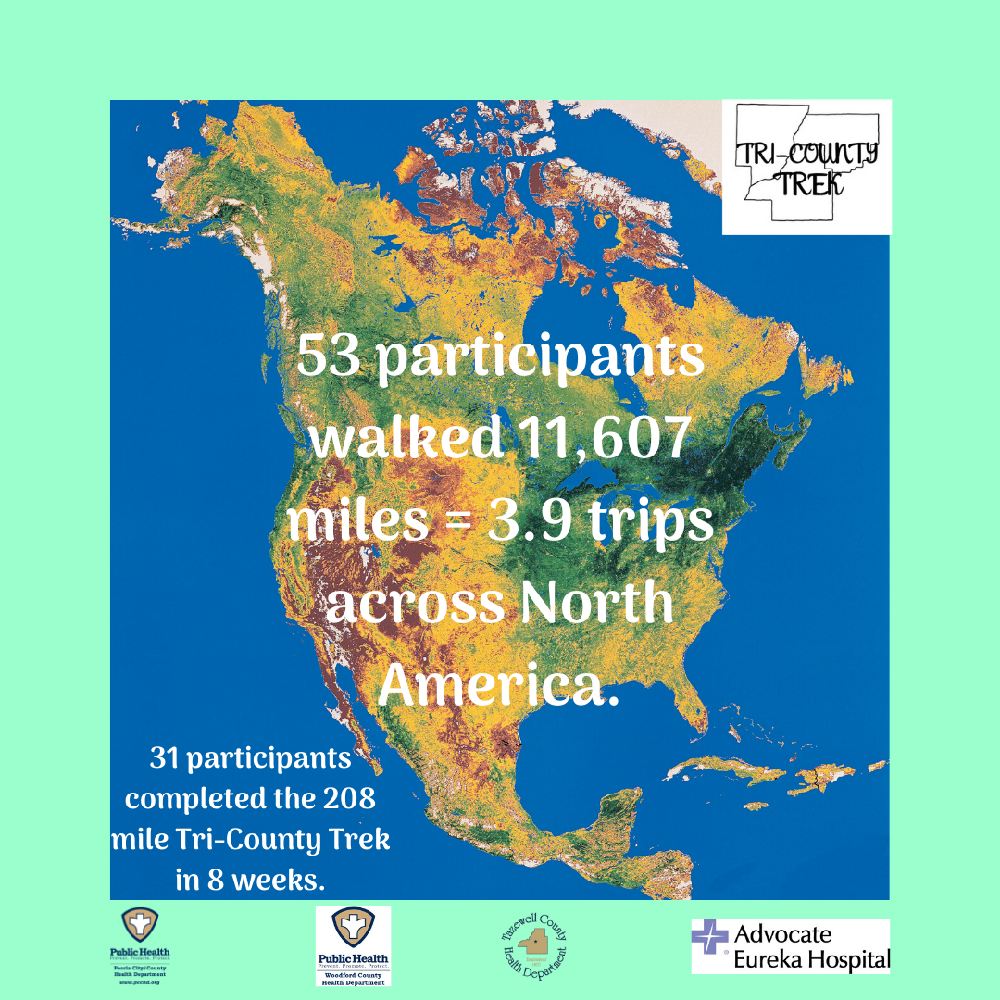 TRI-COUNTY
TREK
53 participants
walked 11,607
miles = 3.9 trips
across North
America.
31 participants
completed the 208
mile Tri-County Trek
in 8 weeks.
Public Health
Prevent. Promote. Protect.
Peoria City/County
Health Department
www.pcchd.org
Public Health
Prevent. Promote. Protect.
Woodford County
Health Department
Tazewell County
Health Department
Advocate
Eureka Hospital